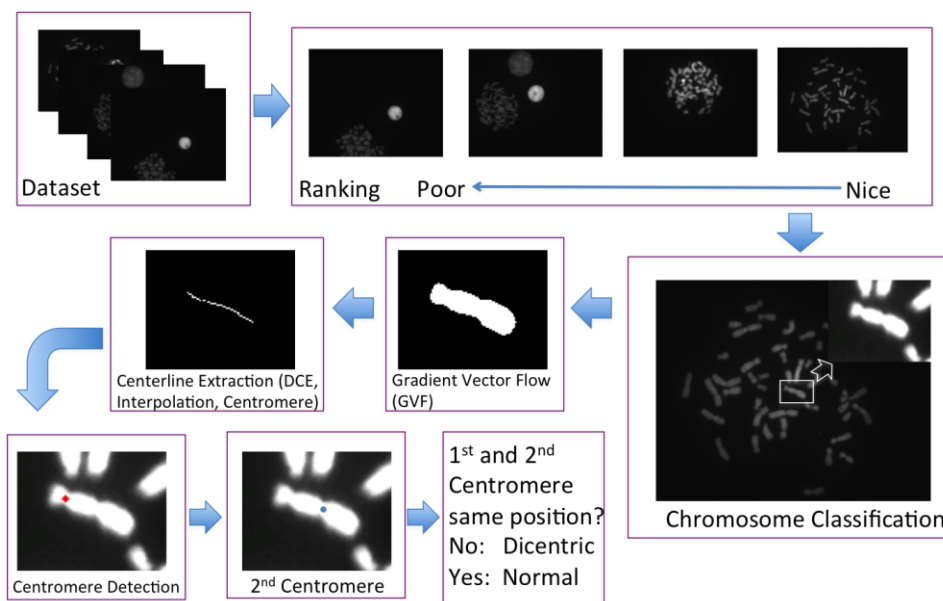 Dataset
Ranking Poor Nice
Chromosome Classification
Gradient Vector Flow
(GVF)
Centerline Extraction (DCE,
Interpolation, Centromere)
Centromere Detection
2nd Centromere
1st and 2nd
Centromere
same position?
No: Dicentric
Yes: Normal